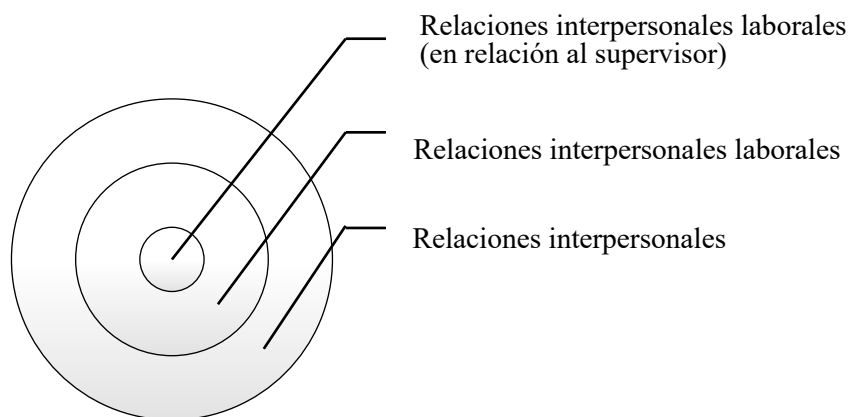 Relaciones interpersonales laborales
(en relación al supervisor)
Relaciones interpersonales laborales
Relaciones interpersonales